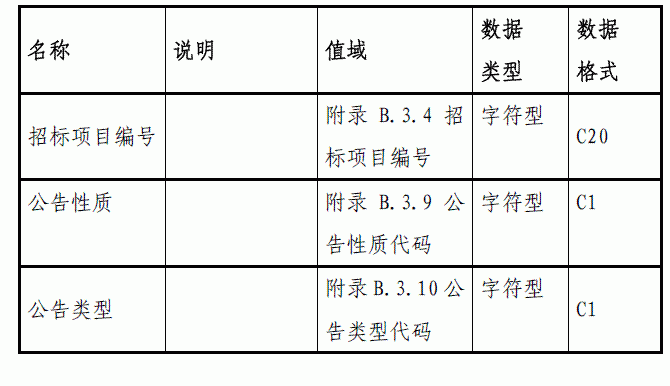 名称 说明 值域 数据
类型 数据
格式
招标项目编号 附录 B.3.4 招
标项目编号 字符型 C20
公告性质 附录 B.3.9 公
告性质代码 字符型 C1
公告类型 附录 B.3.10 公
告类型代码 字符型 C1